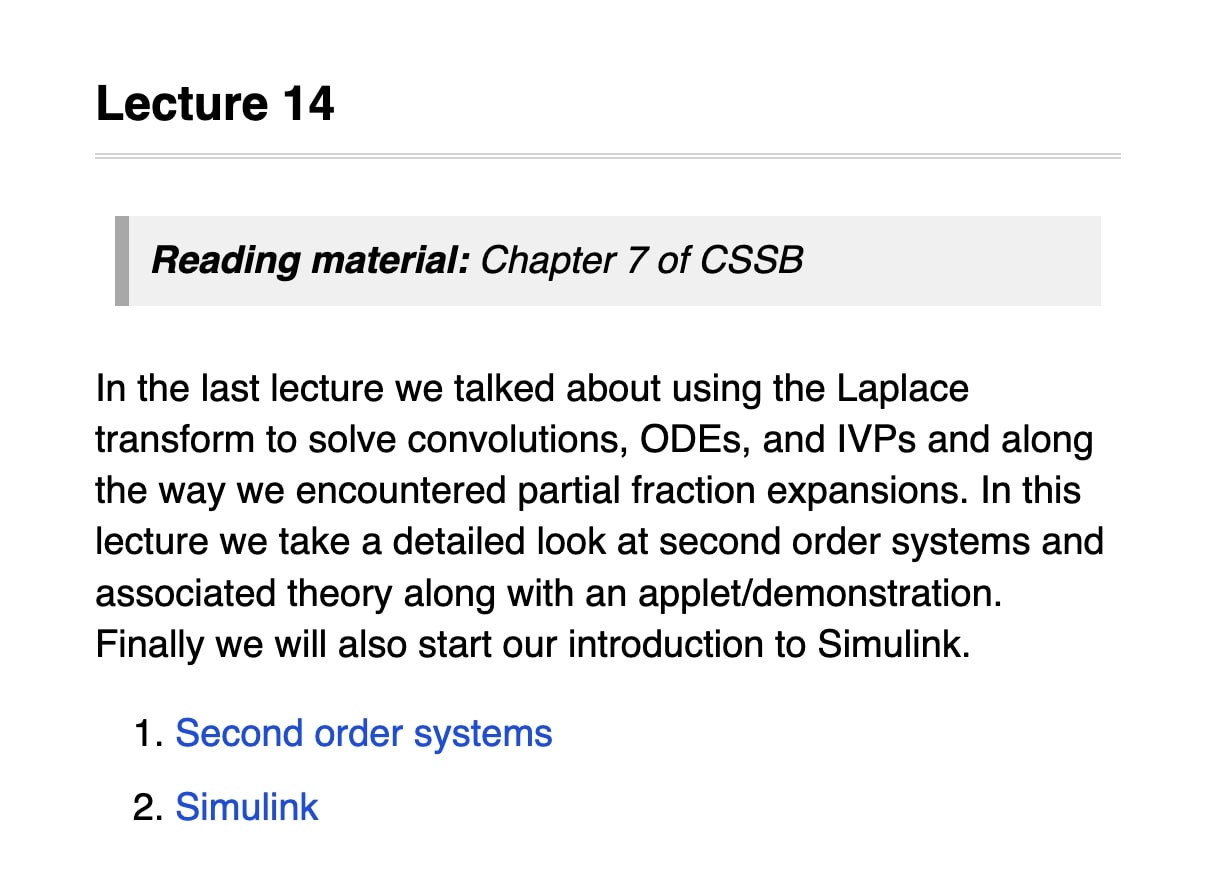 Lecture 14
Reading material: Chapter 7 of CSSB
In the last lecture we talked about using the Laplace
transform to solve convolutions, ODEs, and IVPs and along
the way we encountered partial fraction expansions. In this
lecture we take a detailed look at second order systems and
associated theory along with an applet/demonstration.
Finally we will also start our introduction to Simulink.
1. Second order systems
2. Simulink